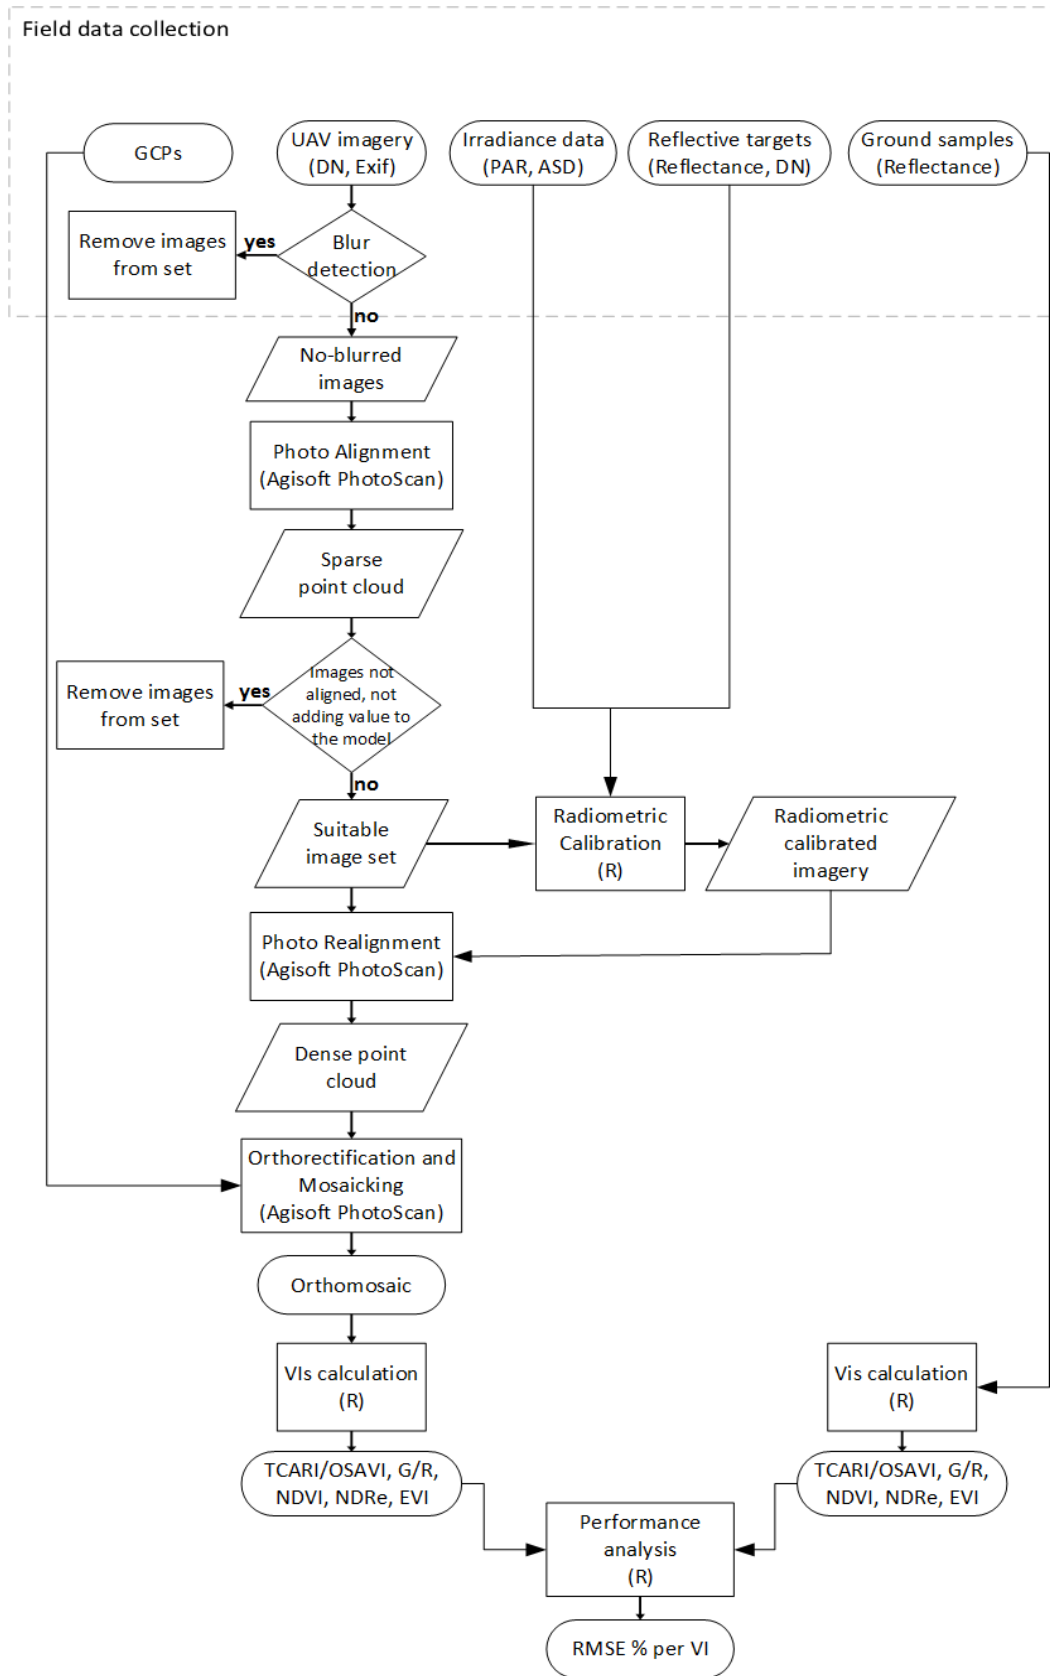 Field data collection
GCPs
UAV imagery
(DN, Exif)
Irradiance data
(PAR, ASD)
Reflective targets
(Reflectance, DN)
Ground samples
(Reflectance)
Remove images
from set
yes
Blur
detection
no
No-blurred
images
Photo Alignment
(Agisoft PhotoScan)
Sparse
point cloud
Remove images
from set
yes
Images not
aligned, not
adding value to
the model
no
Suitable
image set
Radiometric
Calibration
(R)
Radiometric
calibrated
imagery
Photo Realignment
(Agisoft PhotoScan)
Dense point
cloud
Orthorectification and
Mosaicking
(Agisoft PhotoScan)
Orthomosaic
VIs calculation
(R)
Vis calculation
(R)
TCARI/OSAVI, G/R,
NDVI, NDRe, EVI
TCARI/OSAVI, G/R,
NDVI, NDRe, EVI
Performance
analysis
(R)
RMSE % per VI